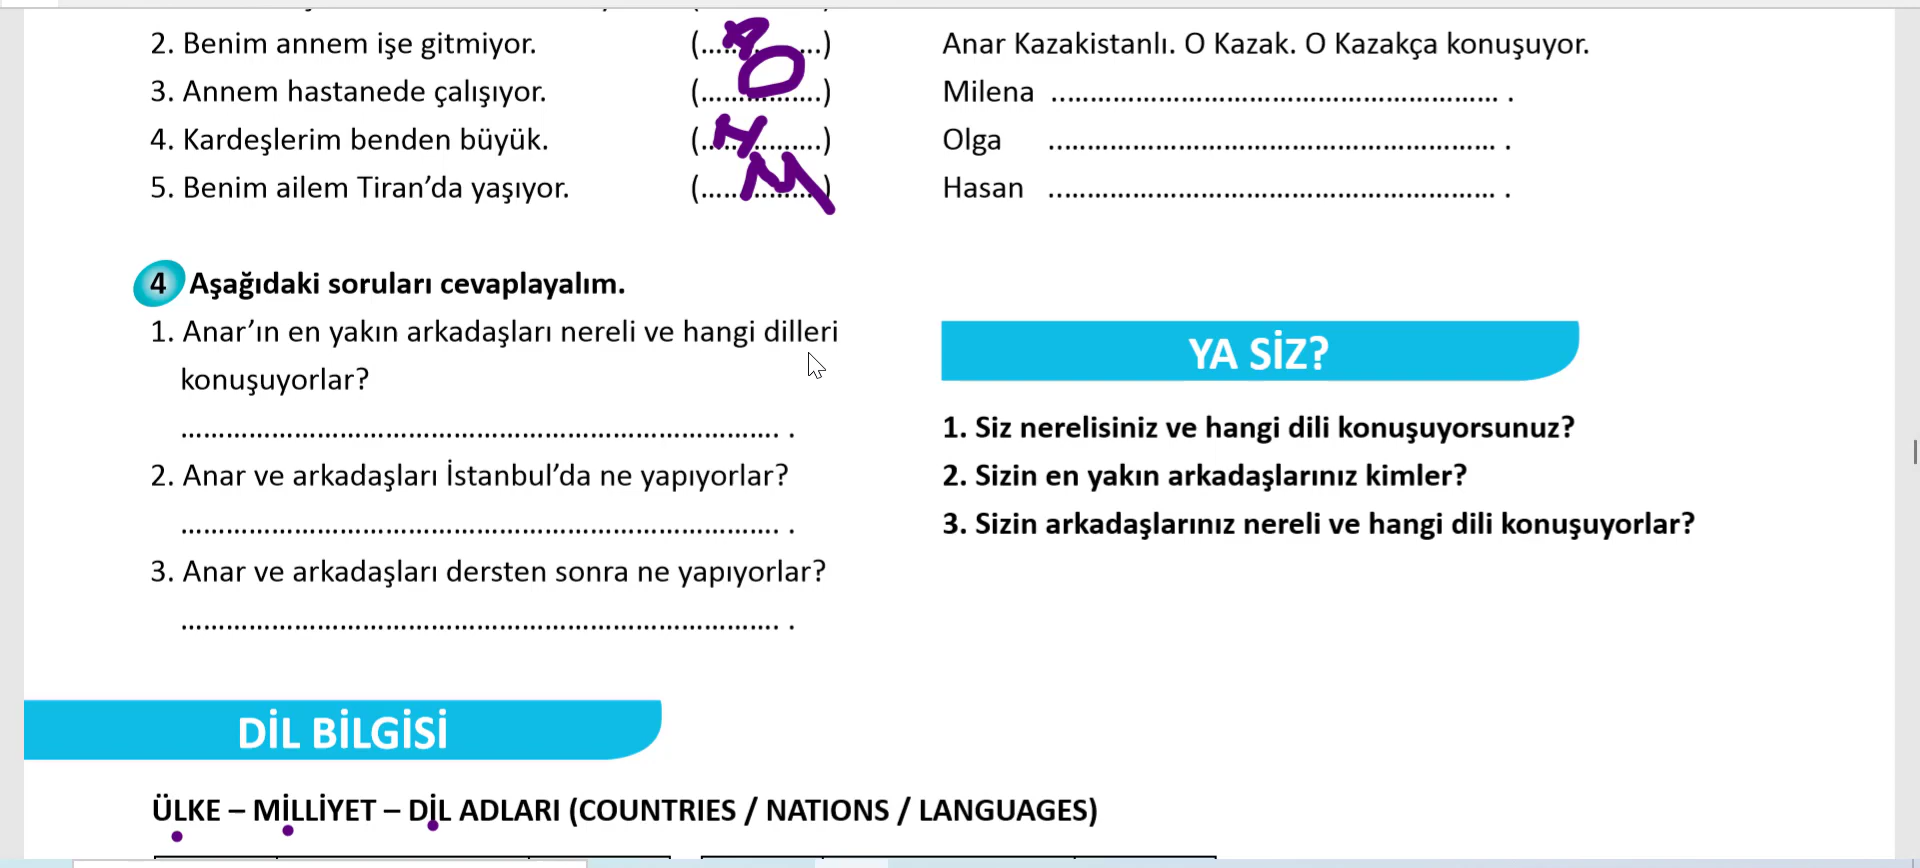 2. Benim annem işe gitmiyor. (....A.......)
3. Annem hastanede çalışıyor. (.....O......)
4. Kardeşlerim benden büyük. (....H.......)
5. Benim ailem Tiran’da yaşıyor. (.....M......)
4 Aşağıdaki soruları cevaplayalım.
1. Anar’ın en yakın arkadaşları nereli ve hangi dilleri
konuşuyorlar?
............................................................................... .
2. Anar ve arkadaşları İstanbul’da ne yapıyorlar?
............................................................................... .
3. Anar ve arkadaşları dersten sonra ne yapıyorlar?
............................................................................... .
Anar Kazakistanlı. O Kazak. O Kazakça konuşuyor.
Milena ........................................................... .
Olga ........................................................... .
Hasan ........................................................... .
YA SİZ?
1. Siz nerelisiniz ve hangi dili konuşuyorsunuz?
2. Sizin en yakın arkadaşlarınız kimler?
3. Sizin arkadaşlarınız nereli ve hangi dili konuşuyorlar?
DİL BİLGİSİ
ÜLKE – MİLLİYET – DİL ADLARI (COUNTRIES / NATIONS / LANGUAGES)